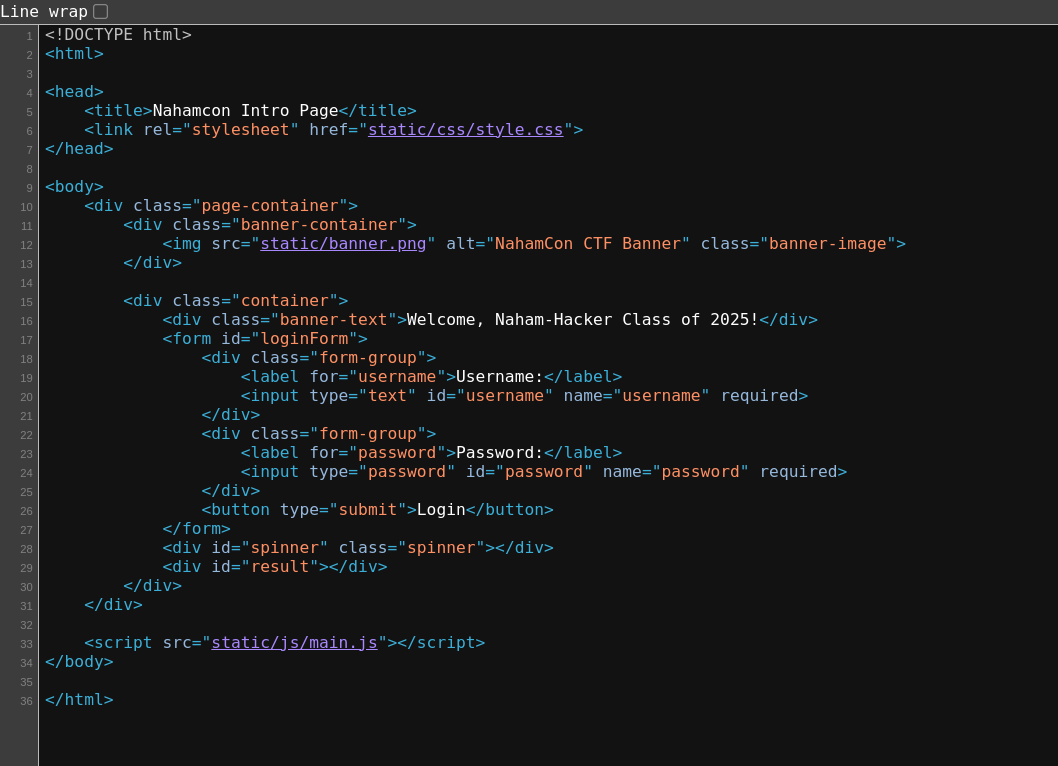 Line wrap
1 <!DOCTYPE html>
2 <html>
3
4 <head>
5     <title>Nahamcon Intro Page</title>
6     <link rel="stylesheet" href="static/css/style.css">
7 </head>
8
9 <body>
10     <div class="page-container">
11         <div class="banner-container">
12             <img src="static/banner.png" alt="NahamCon CTF Banner" class="banner-image">
13         </div>
14
15         <div class="container">
16             <div class="banner-text">Welcome, Naham-Hacker Class of 2025!</div>
17             <form id="loginForm">
18                 <div class="form-group">
19                     <label for="username">Username:</label>
20                     <input type="text" id="username" name="username" required>
21                 </div>
22                 <div class="form-group">
23                     <label for="password">Password:</label>
24                     <input type="password" id="password" name="password" required>
25                 </div>
26                 <button type="submit">Login</button>
27             </form>
28             <div id="spinner" class="spinner"></div>
29             <div id="result"></div>
30         </div>
31     </div>
32
33     <script src="static/js/main.js"></script>
34 </body>
35
36 </html>